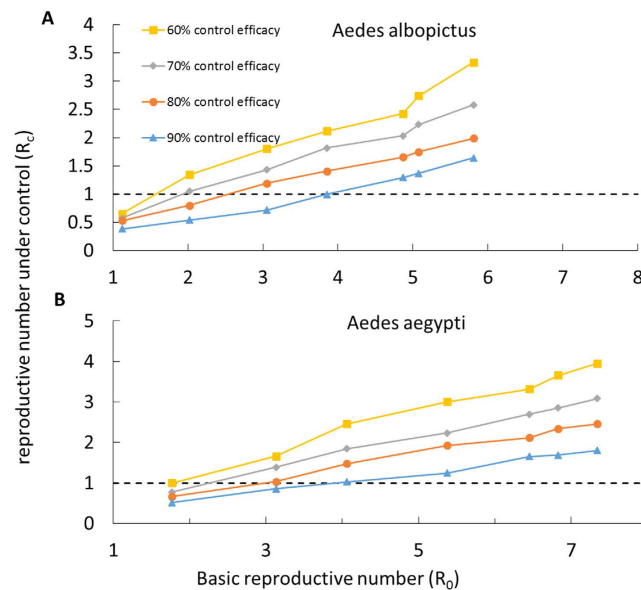 A
Aedes albopictus
60% control efficacy
70% control efficacy
80% control efficacy
90% control efficacy
4
3.5
3
2.5
2
1.5
1
0.5
0
1 2 3 4 5 6 7 8
B
Aedes aegypti
5
4
3
2
1
0
1 3 5 7
reproductive number under control (Rc)
Basic reproductive number (R0)